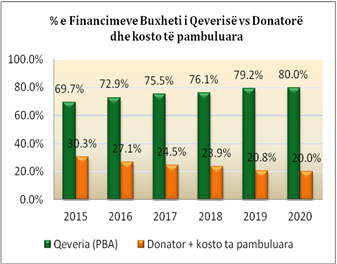 % e Financimeve Buxheti i Qeverisë vs Donatorë
dhe kosto të pambuluara
100.0%
80.0%
60.0%
40.0%
20.0%
0.0%
69.7% 72.9% 75.5% 76.1% 79.2% 80.0%
30.3% 27.1% 24.5% 23.9% 20.8% 20.0%
2015 2016 2017 2018 2019 2020
Qeveria (PBA) Donator + kosto ta pambuluara